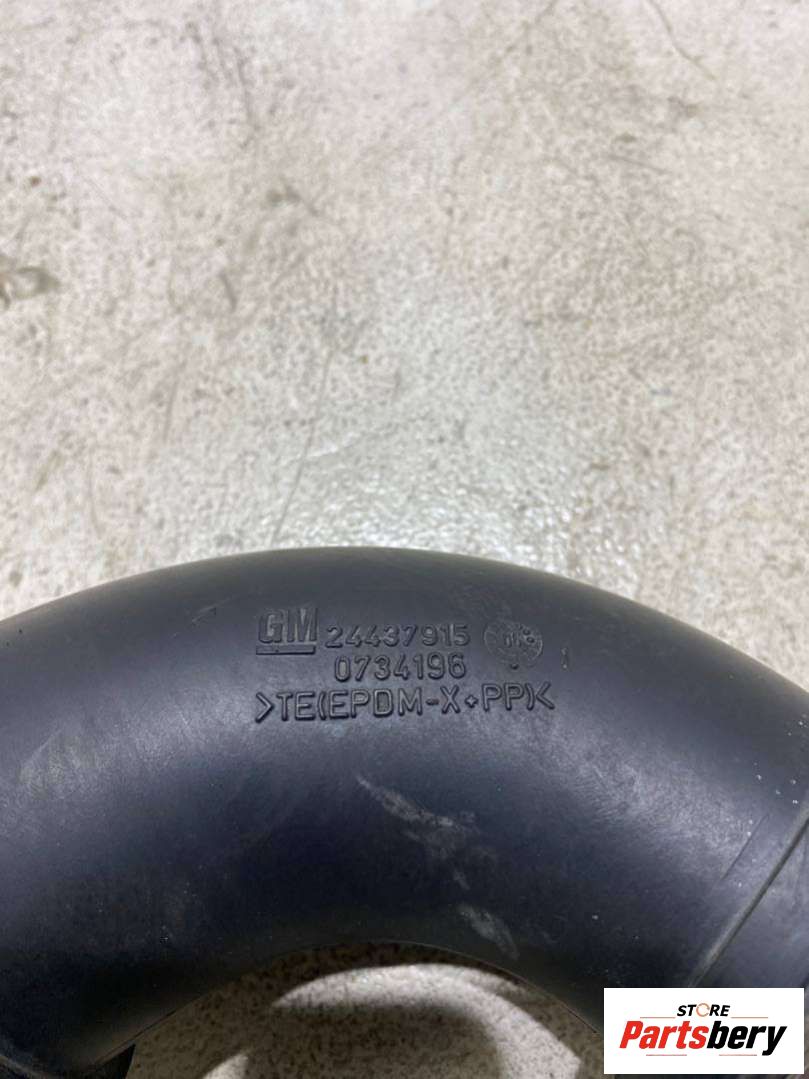 GM 24437915
0734196
>TE(EPDM-X+PP)<
STORE
Partsbery